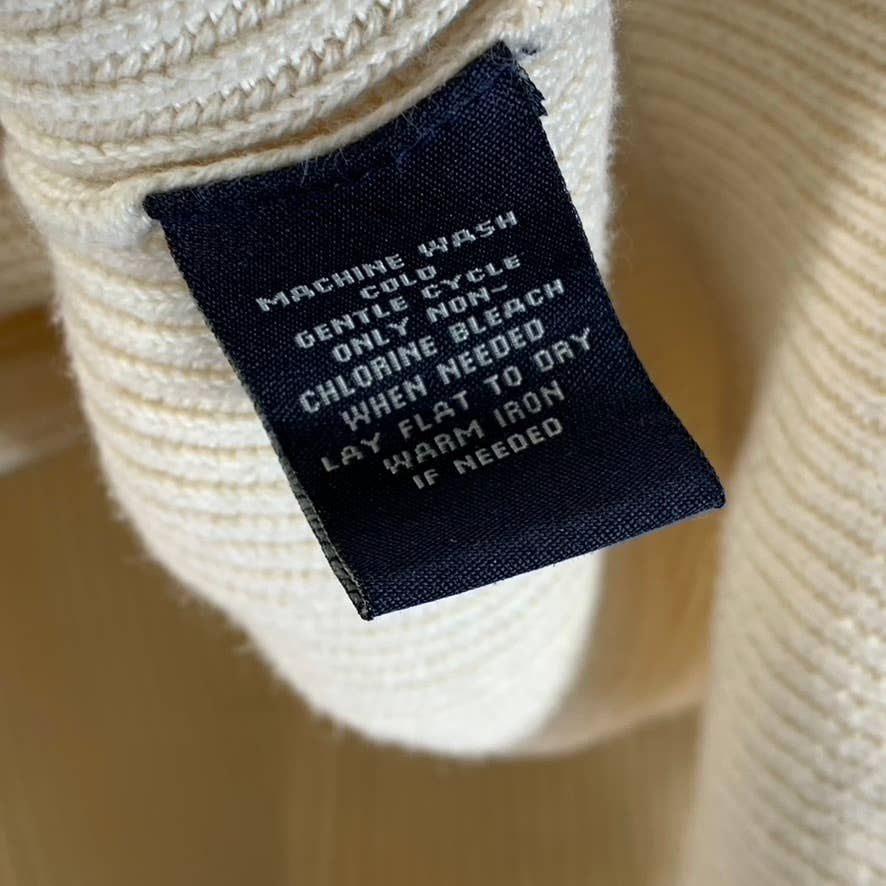 MACHINE WASH
COLD
GENTLE CYCLE
ONLY NON-
CHLORINE BLEACH
WHEN NEEDED
LAY FLAT TO DRY
WARM IRON
IF NEEDED